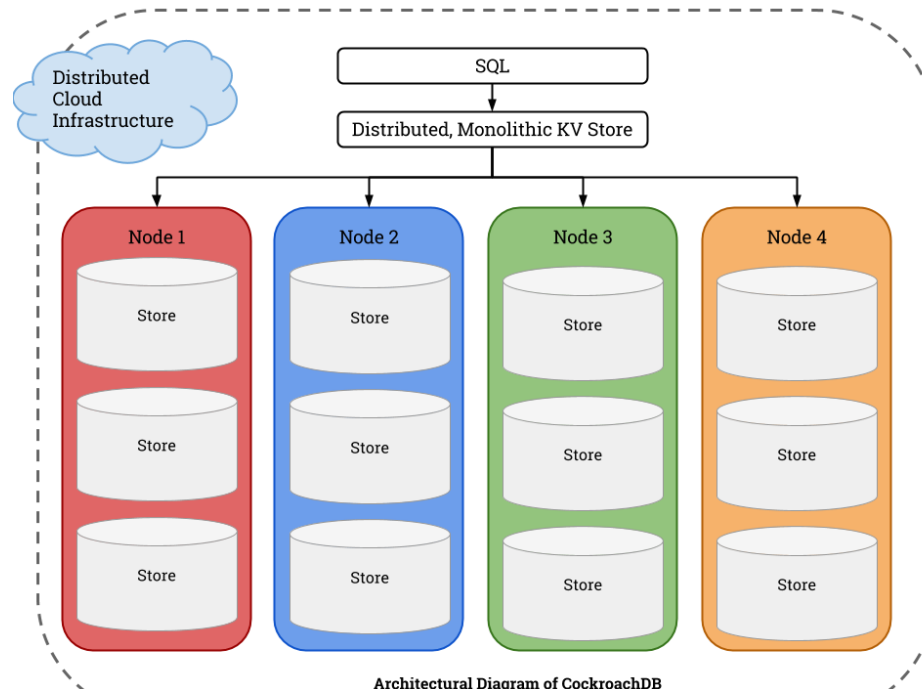 Distributed
Cloud
Infrastructure
SQL
Distributed, Monolithic KV Store
Node 1
Node 2
Node 3
Node 4
Store
Store
Store
Store
Store
Store
Store
Store
Store
Store
Store
Store
Architectural Diagram of CockroachDB